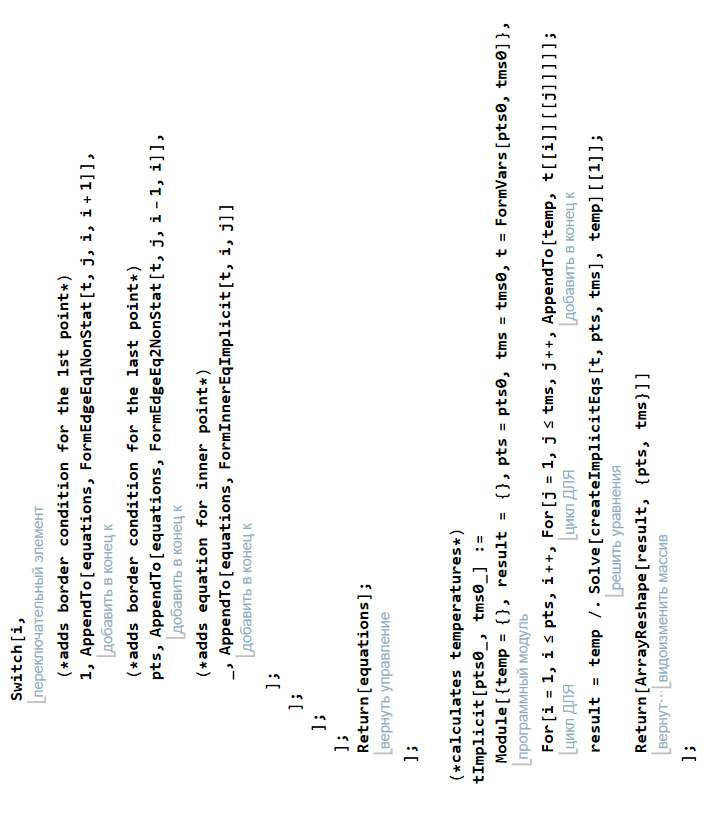 Switch[i,
переключательный элемент
(*adds border condition for the 1st point*)
1, AppendTo[equations, FormEdgeEq1NonStat[t, j, i, i + 1]],
добавить в конец к
(*adds border condition for the last point*)
pts, AppendTo[equations, FormEdgeEq2NonStat[t, j, i - 1, i]],
добавить в конец к
(*adds equation for inner point*)
_, AppendTo[equations, FormInnerEqImplicit[t, i, j]]
добавить в конец к
];
];
];
];
Return[equations];
вернуть управление
];
(*calculates temperatures*)
tImplicit[pts0_, tms0_] :=
Module[{temp = {}, result = {}, pts = pts0, tms = tms0, t = FormVars[pts0, tms0]},
программный модуль
For[i = 1, i ≤ pts, i++, For[j = 1, j ≤ tms, j++, AppendTo[temp, t[[i]][[j]]]]];
цикл ДЛЯ цикл ДЛЯ добавить в конец к
result = temp /. Solve[createImplicitEqs[t, pts, tms], temp][[1]];
решить уравнения
Return[ArrayReshape[result, {pts, tms}]]
вернут⋯ видоизменить массив
];